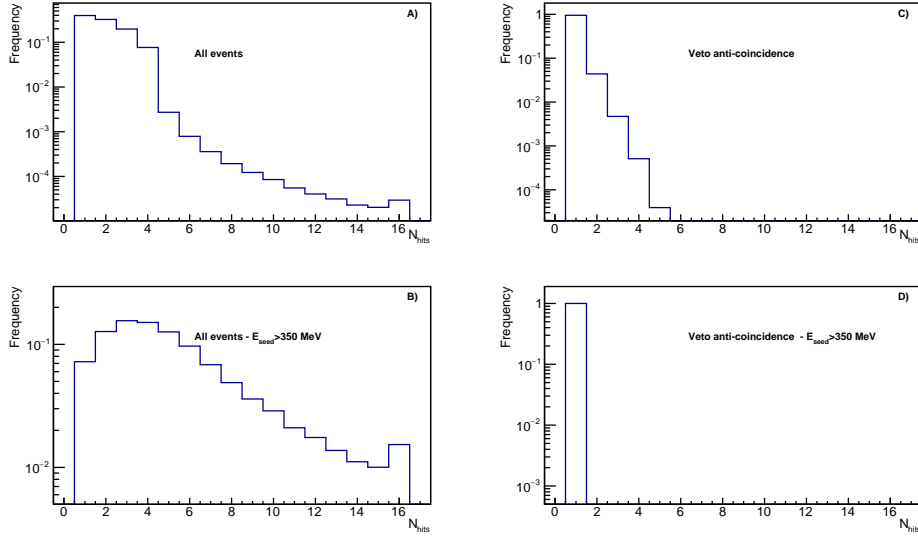 A)
Frequency
All events
10⁻¹
10⁻²
10⁻³
10⁻⁴
0 2 4 6 8 10 12 14 16
N_hits
C)
Frequency
Veto anti-coincidence
1
10⁻¹
10⁻²
10⁻³
10⁻⁴
0 2 4 6 8 10 12 14 16
N_hits
B)
Frequency
All events - E_seed>350 MeV
10⁻¹
10⁻²
0 2 4 6 8 10 12 14 16
N_hits
D)
Frequency
Veto anti-coincidence - E_seed>350 MeV
1
10⁻¹
10⁻²
10⁻³
0 2 4 6 8 10 12 14 16
N_hits